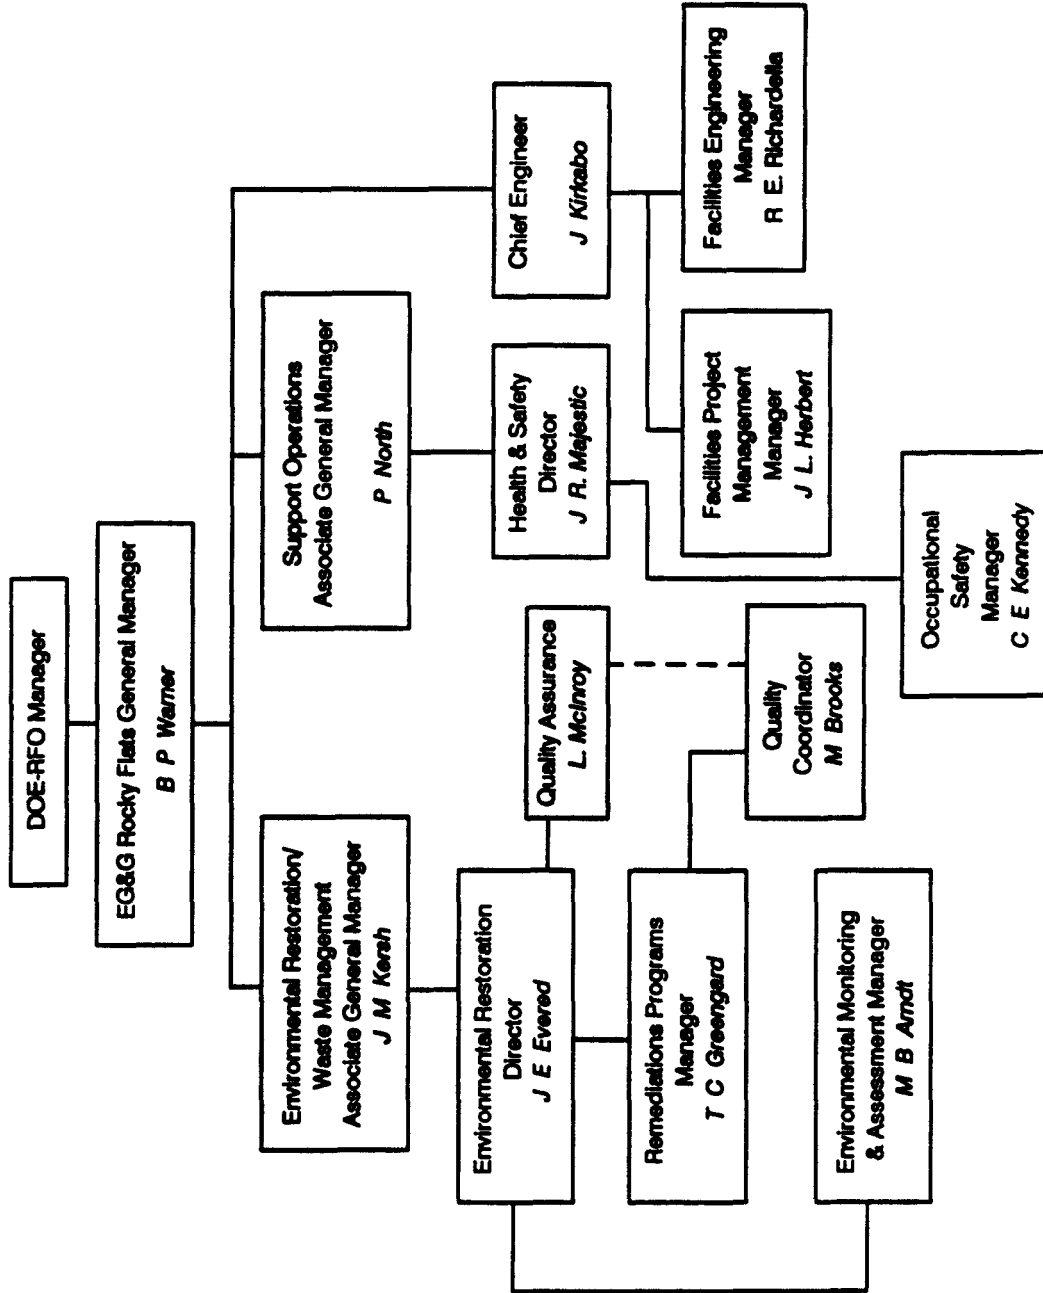 DOE-RFO Manager
EG&G Rocky Flats General Manager
B P Warner
Environmental Restoration/
Waste Management
Associate General Manager
J M Kersh
Support Operations
Associate General Manager
P North
Environmental Restoration
Director
J E Evered
Quality Assurance
L. McInroy
Health & Safety
Director
J R. Majestic
Chief Engineer
J Kirkabo
Remediations Programs
Manager
T C Greengard
Quality
Coordinator
M Brooks
Facilities Project
Management
Manager
J L. Herbert
Facilities Engineering
Manager
R E. Richardella
Environmental Monitoring
& Assessment Manager
M B Arndt
Occupational
Safety
Manager
C E Kennedy